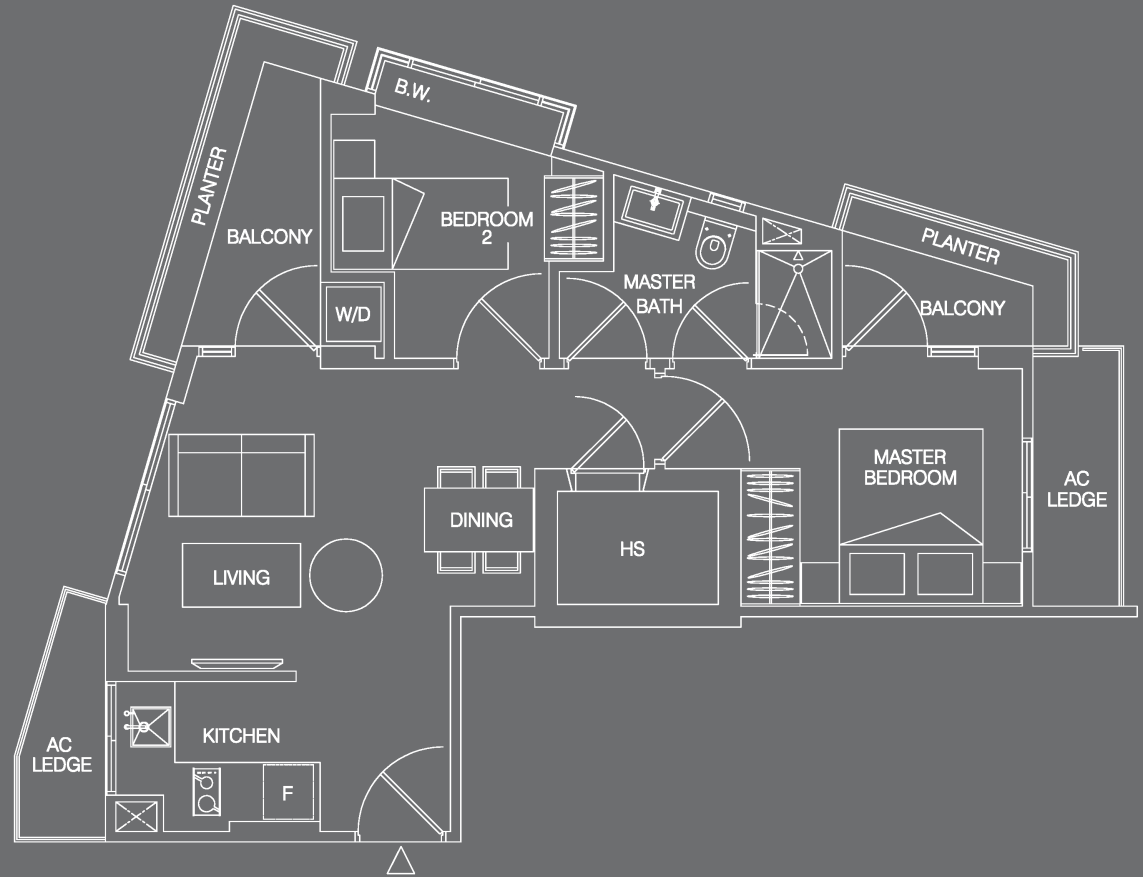 B.W.
PLANTER
BALCONY
BEDROOM
2
PLANTER
MASTER
BATH
BALCONY
W/D
MASTER
BEDROOM
AC
LEDGE
DINING
HS
LIVING
KITCHEN
AC
LEDGE
F